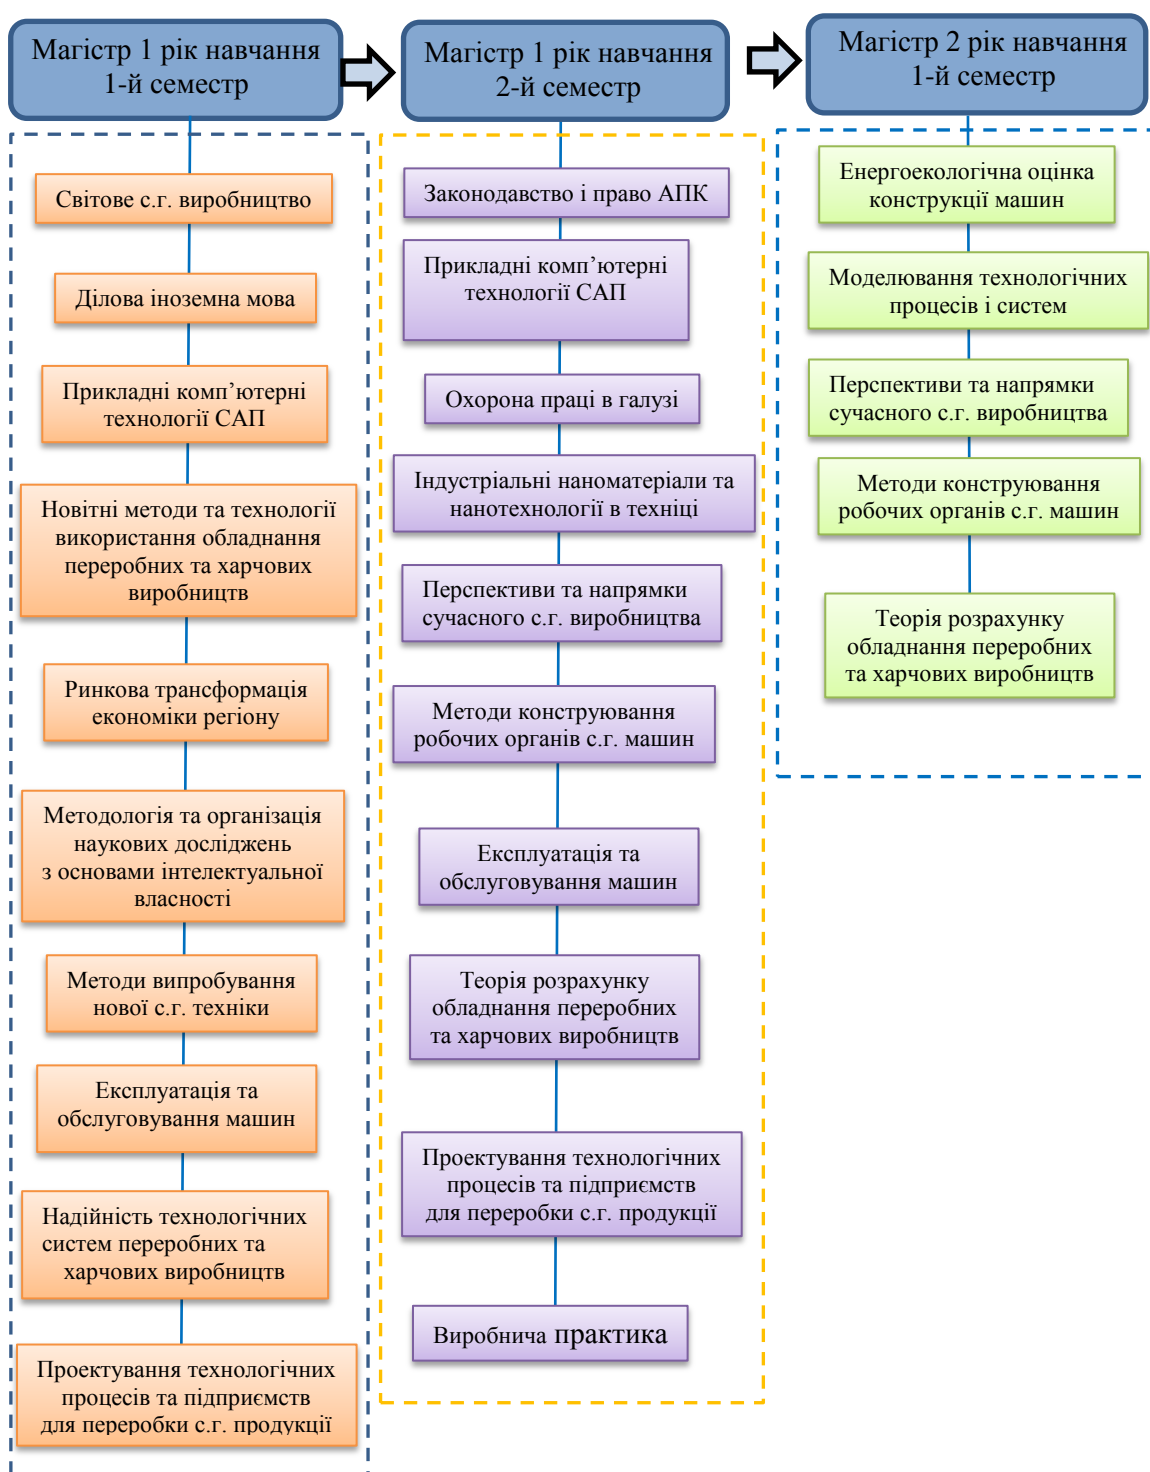 Магістр 1 рік навчання
1-й семестр
Магістр 1 рік навчання
2-й семестр
Магістр 2 рік навчання
1-й семестр
Світове с.г. виробництво
Ділова іноземна мова
Прикладні комп’ютерні
технології САП
Новітні методи та технології
використання обладнання
переробних та харчових
виробництв
Ринкова трансформація
економіки регіону
Методологія та організація
наукових досліджень
з основами інтелектуальної
власності
Методи випробування
нової с.г. техніки
Експлуатація та
обслуговування машин
Надійність технологічних
систем переробних та
харчових виробництв
Проектування технологічних
процесів та підприємств
для переробки с.г. продукції
Законодавство і право АПК
Прикладні комп’ютерні
технології САП
Охорона праці в галузі
Індустріальні наноматеріали та
нанотехнології в техніці
Перспективи та напрямки
сучасного с.г. виробництва
Методи конструювання
робочих органів с.г. машин
Експлуатація та
обслуговування машин
Теорія розрахунку
обладнання переробних
та харчових виробництв
Проектування технологічних
процесів та підприємств
для переробки с.г. продукції
Виробнича практика
Енергоекологічна оцінка
конструкції машин
Моделювання технологічних
процесів і систем
Перспективи та напрямки
сучасного с.г. виробництва
Методи конструювання
робочих органів с.г. машин
Теорія розрахунку
обладнання переробних
та харчових виробництв